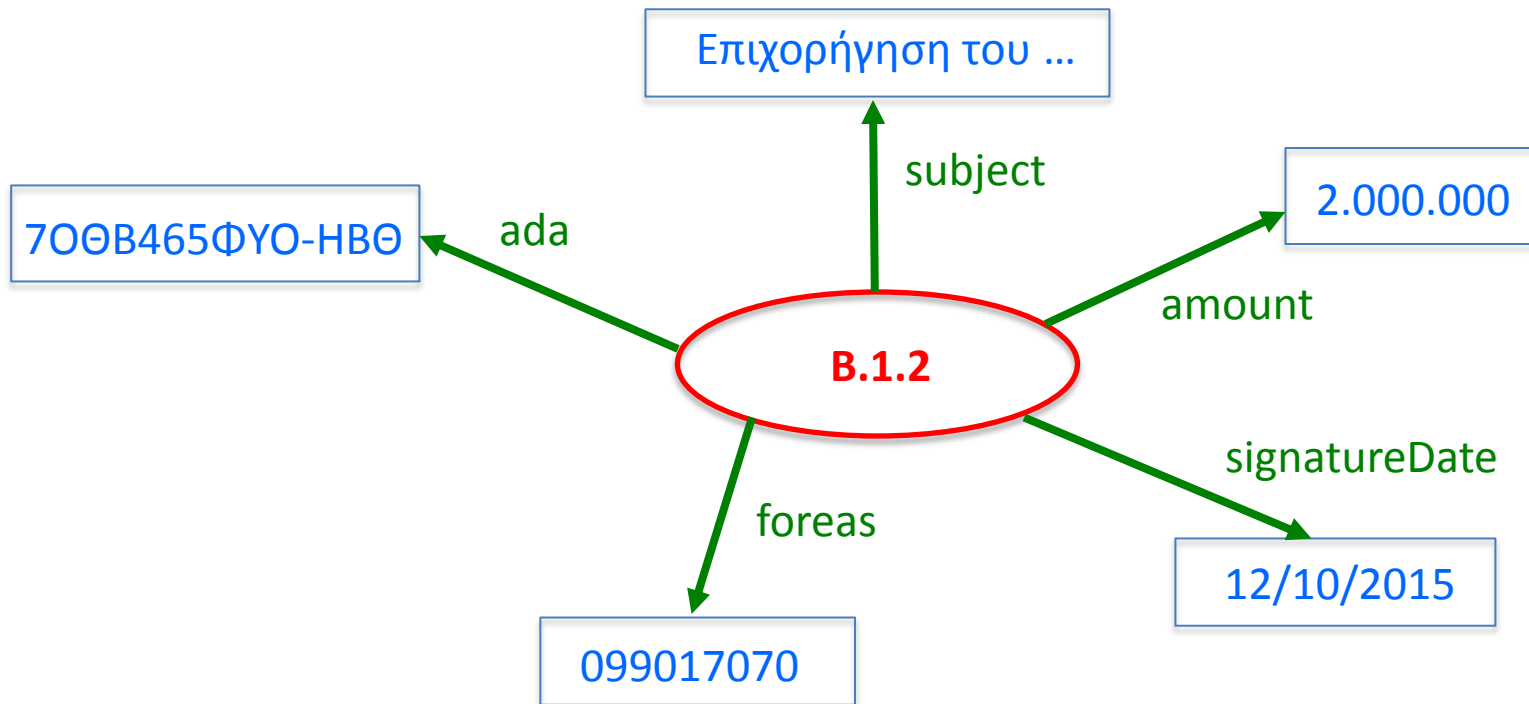 Επιχορήγηση του ...
subject
2.000.000
7ΟΘΒ465ΦΥΟ-ΗΒΘ
ada
amount
B.1.2
signatureDate
foreas
12/10/2015
099017070